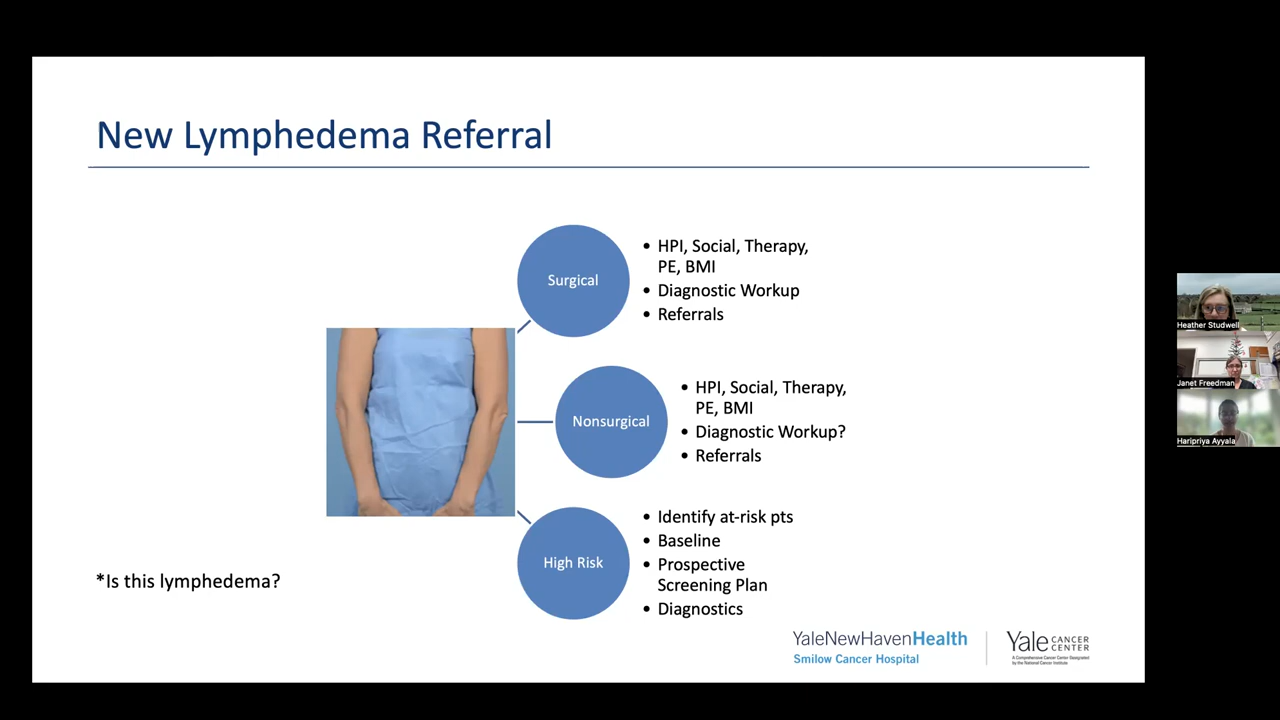 New Lymphedema Referral
Surgical
• HPI, Social, Therapy,
PE, BMI
• Diagnostic Workup
• Referrals
Nonsurgical
• HPI, Social, Therapy,
PE, BMI
• Diagnostic Workup?
• Referrals
High Risk
• Identify at-risk pts
• Baseline
• Prospective
Screening Plan
• Diagnostics
*Is this lymphedema?
YaleNewHavenHealth
Smilow Cancer Hospital
Yale CANCER
CENTER
A Comprehensive Cancer Center Designated
by the National Cancer Institute
Heather Studwell
Janet Freedman
Haripriya Ayyala